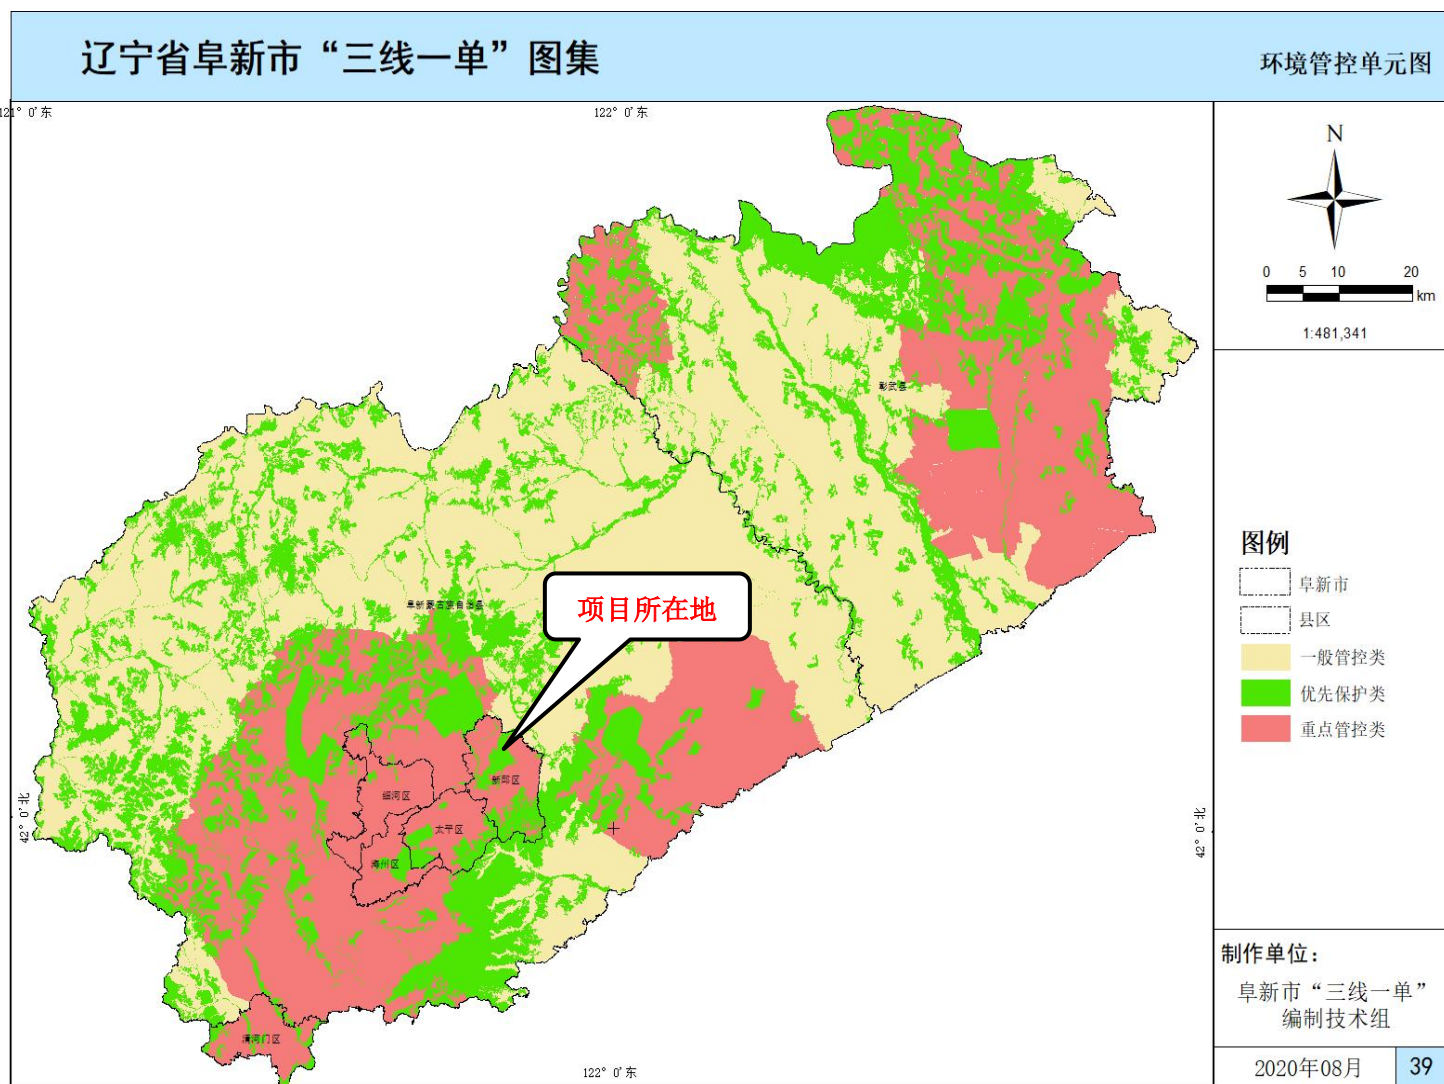 辽宁省阜新市“三线一单”图集
环境管控单元图
121° 0' 东
122° 0' 东
N
0 5 10 20
km
1:481,341
彰武县
阜新蒙古族自治县
项目所在地
图例
阜新市
县区
一般管控类
优先保护类
重点管控类
新邱区
细河区
太平区
海州区
清河门区
42° 0' 北
42° 0' 北
122° 0' 东
制作单位：
阜新市“三线一单”
编制技术组
2020年08月
39